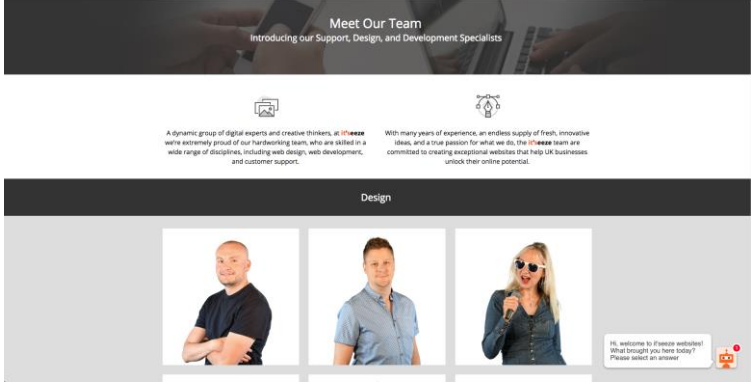 Meet Our Team
Introducing our Support, Design, and Development Specialists
A dynamic group of digital experts and creative thinkers, at it'seeze
we're extremely proud of our hardworking team, who are skilled in a
wide range of disciplines, including web design, web development,
and customer support.
With many years of experience, an endless supply of fresh, innovative
ideas, and a true passion for what we do, the it'seeze team are
committed to creating exceptional websites that help UK businesses
unlock their online potential.
Design
Hi, welcome to it'seeze websites!
What brought you here today?
Please select an answer
1